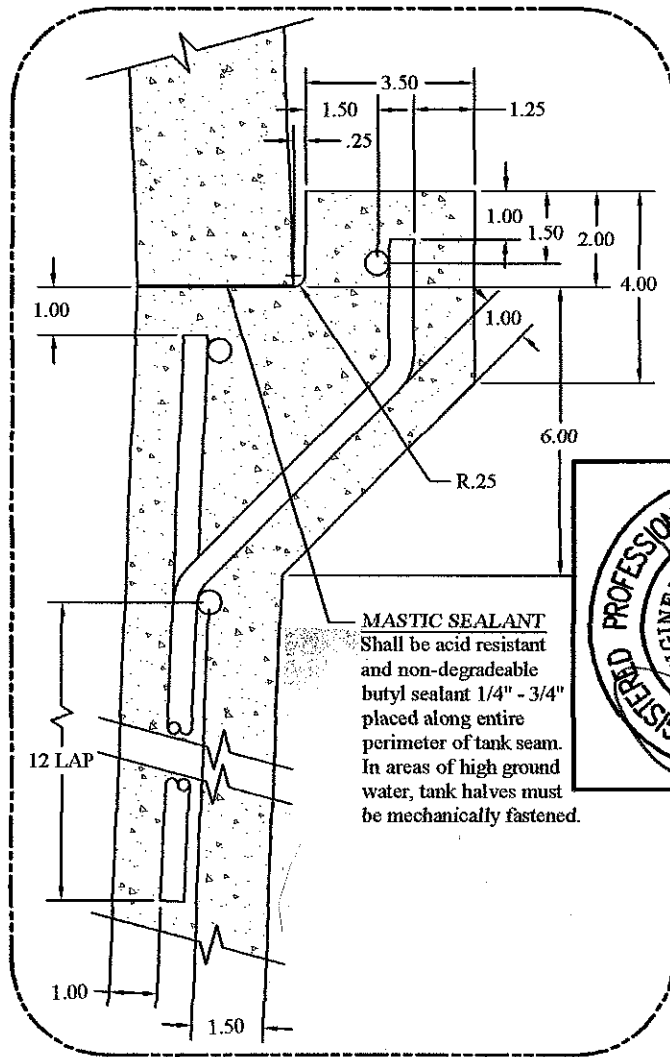 3.50
1.50
1.25
.25
1.00
1.50
2.00
4.00
1.00
1.00
6.00
R.25
MASTIC SEALANT
Shall be acid resistant
and non-degradeable
butyl sealant 1/4" - 3/4"
placed along entire
perimeter of tank seam.
In areas of high ground
water, tank halves must
be mechanically fastened.
12 LAP
1.00
1.50